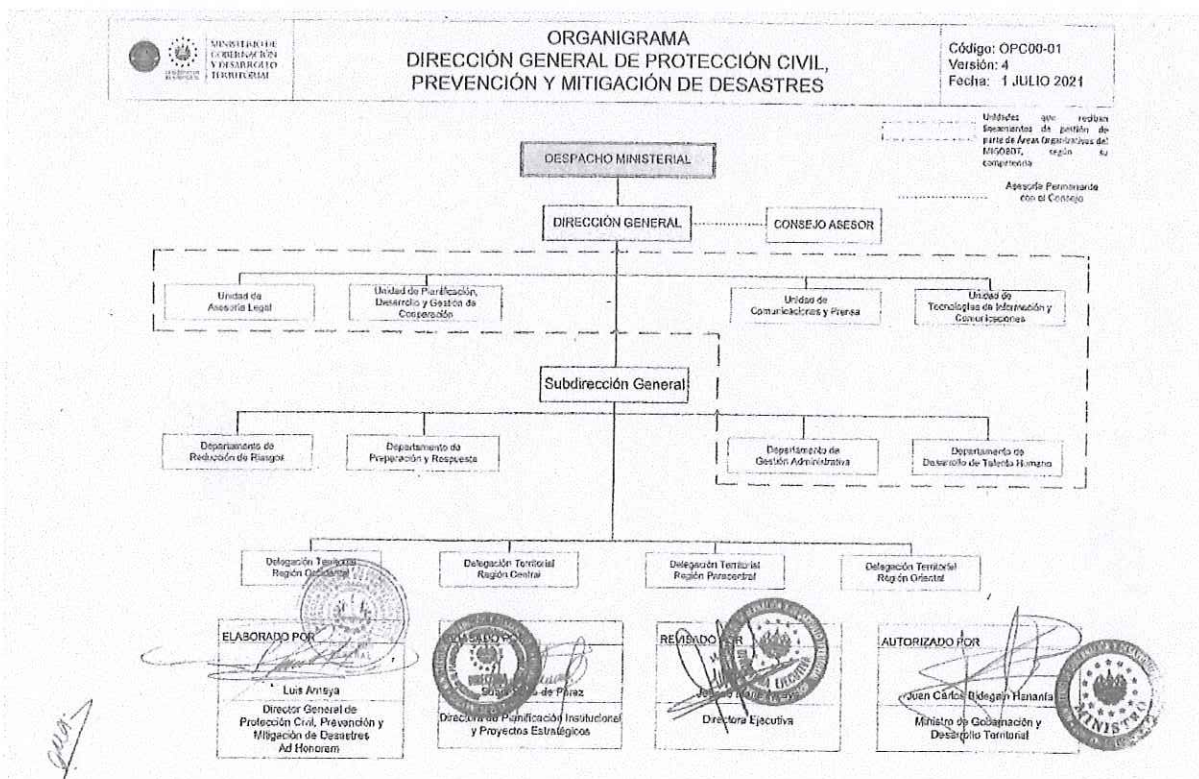 MINISTERIO DE
GOBERNACIÓN
Y DESARROLLO
TERRITORIAL
ORGANIGRAMA
DIRECCIÓN GENERAL DE PROTECCIÓN CIVIL,
PREVENCIÓN Y MITIGACIÓN DE DESASTRES
Código: OPC00-01
Versión: 4
Fecha: 1 JULIO 2021
Unidades que reciben
lineamientos de gestión de
parte de Áreas Organizativas del
MIGOBDT, según su
competencia
Asesoría Permanente
con el Consejo
DESPACHO MINISTERIAL
DIRECCIÓN GENERAL
CONSEJO ASESOR
Unidad de
Asesoría Legal
Unidad de Planificación,
Desarrollo y Gestión de
Cooperación
Unidad de
Comunicaciones y Prensa
Unidad de
Tecnologías de Información y
Comunicaciones
Subdirección General
Departamento de
Reducción de Riesgos
Departamento de
Preparación y Respuesta
Departamento de
Gestión Administrativa
Departamento de
Desarrollo de Talento Humano
Delegación Territorial
Región Occidental
Delegación Territorial
Región Central
Delegación Territorial
Región Paracentral
Delegación Territorial
Región Oriental
ELABORADO POR
Luis Amaya
Director General de
Protección Civil, Prevención y
Mitigación de Desastres
Ad Honorem
POR
de Pérez
Directora de Planificación Institucional
y Proyectos Estratégicos
REVISADO POR
Directora Ejecutiva
AUTORIZADO POR
Juan Carlos Bidegain Hananía
Ministro de Gobernación y
Desarrollo Territorial
MINISTRO